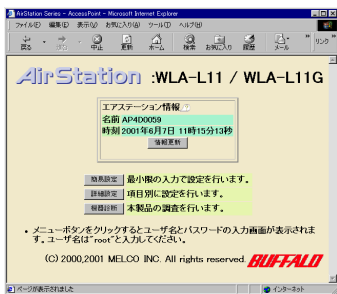 AirStation Series - AccessPoint - Microsoft Internet Explorer
ファイル(F) 編集(E) 表示(V) お気に入り(A) ツール(T) ヘルプ(H)
戻る 進む 中止 更新 ホーム 検索 お気に入り 履歴 メール リンク »
AirStation :WLA-L11 / WLA-L11G
エアステーション情報
名前 AP4D0059
時刻 2001年6月7日 11時15分13秒
情報更新
簡易設定 最小限の入力で設定を行います。
詳細設定 項目別に設定を行います。
機器診断 本製品の調査を行います。
• メニューボタンをクリックするとユーザ名とパスワードの入力画面が表示されま
す。ユーザ名は"root"と入力してください。
(C) 2000,2001 MELCO INC. All rights reserved. BUFFALO
ページが表示されました インターネット